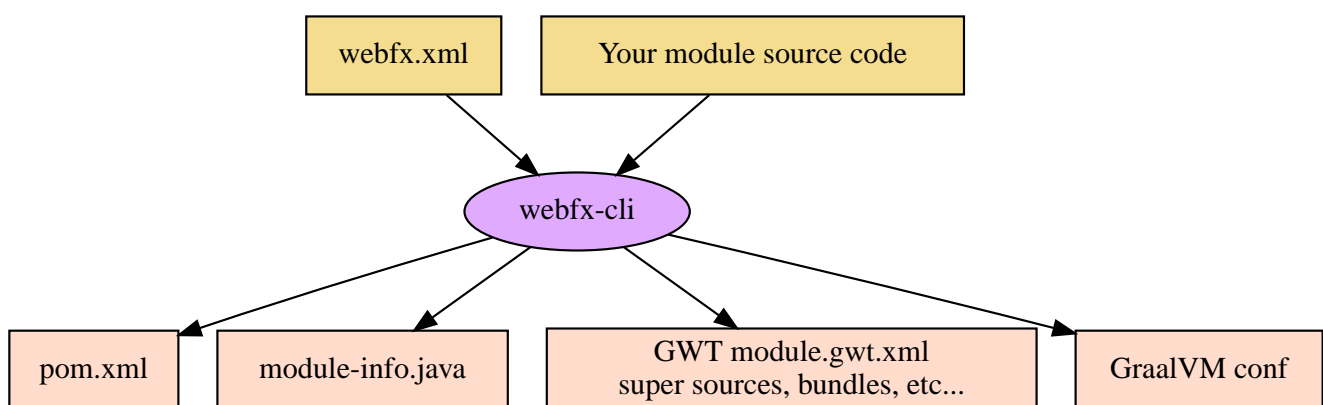 webfx.xml
Your module source code
webfx-cli
pom.xml
module-info.java
GWT module.gwt.xml
super sources, bundles, etc...
GraalVM conf